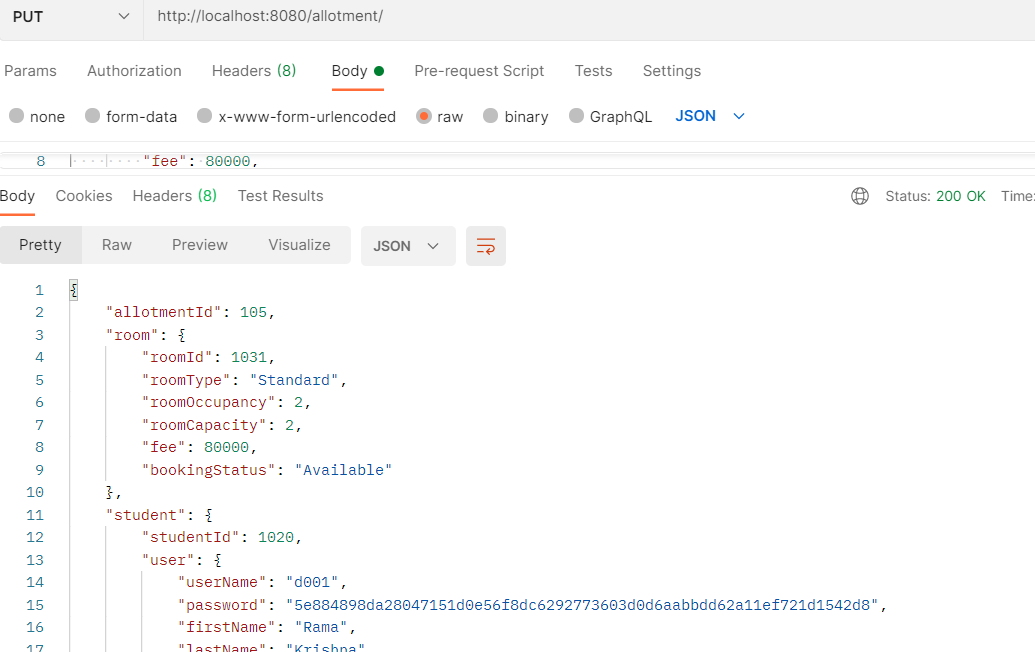 PUT http://localhost:8080/allotment/
Params Authorization Headers (8) Body Pre-request Script Tests Settings
none form-data x-www-form-urlencoded raw binary GraphQL JSON
8 "fee": 80000,
Body Cookies Headers (8) Test Results Status: 200 OK Time:
Pretty Raw Preview Visualize JSON
1 {
2 "allotmentId": 105,
3 "room": {
4 "roomId": 1031,
5 "roomType": "Standard",
6 "roomOccupancy": 2,
7 "roomCapacity": 2,
8 "fee": 80000,
9 "bookingStatus": "Available"
10 },
11 "student": {
12 "studentId": 1020,
13 "user": {
14 "userName": "d001",
15 "password": "5e884898da28047151d0e56f8dc6292773603d0d6aabbdd62a11ef721d1542d8",
16 "firstName": "Rama",
17 "lastName": "Krishna"